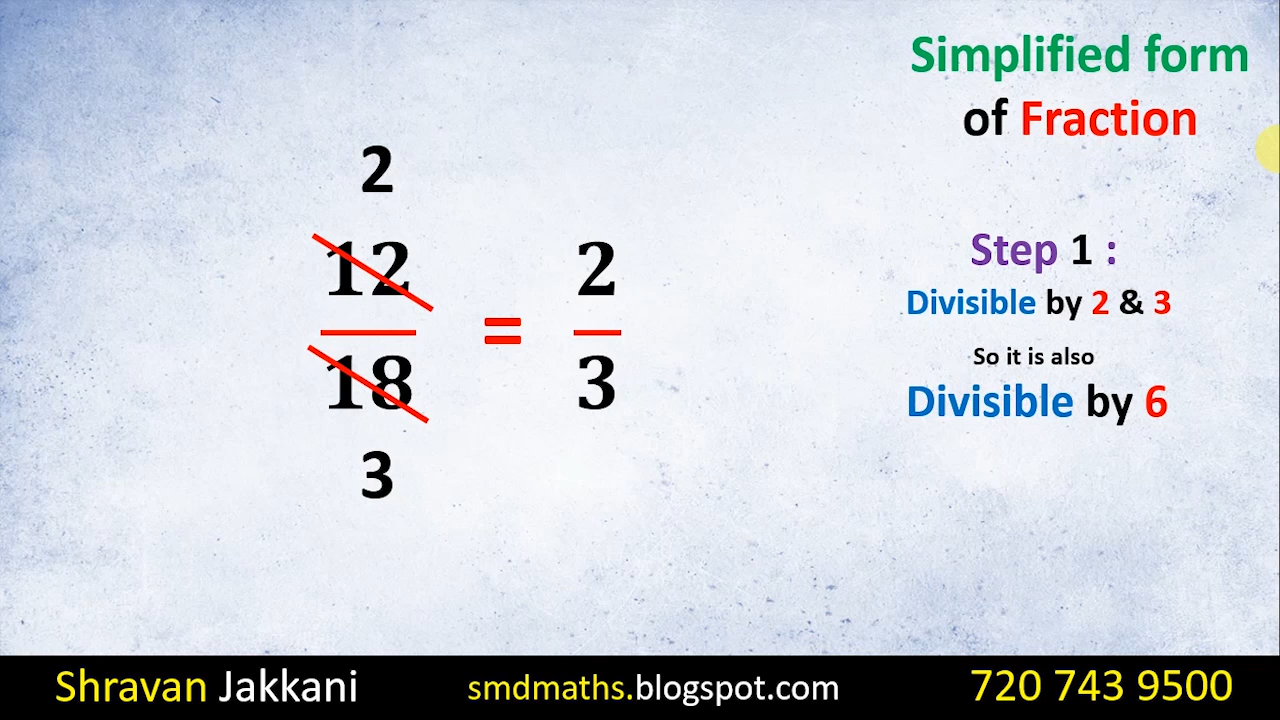 Simplified form
of Fraction
2
12
18
3
=
2
3
Step 1 :
Divisible by 2 & 3
So it is also
Divisible by 6
Shravan Jakkani
smdmaths.blogspot.com
720 743 9500